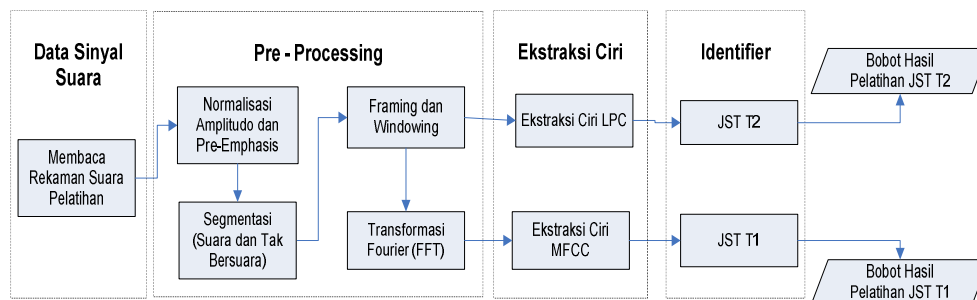 Data Sinyal
Suara
Pre - Processing
Ekstraksi Ciri
Identifier
Membaca
Rekaman Suara
Pelatihan
Normalisasi
Amplitudo dan
Pre-Emphasis
Segmentasi
(Suara dan Tak
Bersuara)
Framing dan
Windowing
Transformasi
Fourier (FFT)
Ekstraksi Ciri LPC
Ekstraksi Ciri
MFCC
JST T2
JST T1
Bobot Hasil
Pelatihan JST T2
Bobot Hasil
Pelatihan JST T1